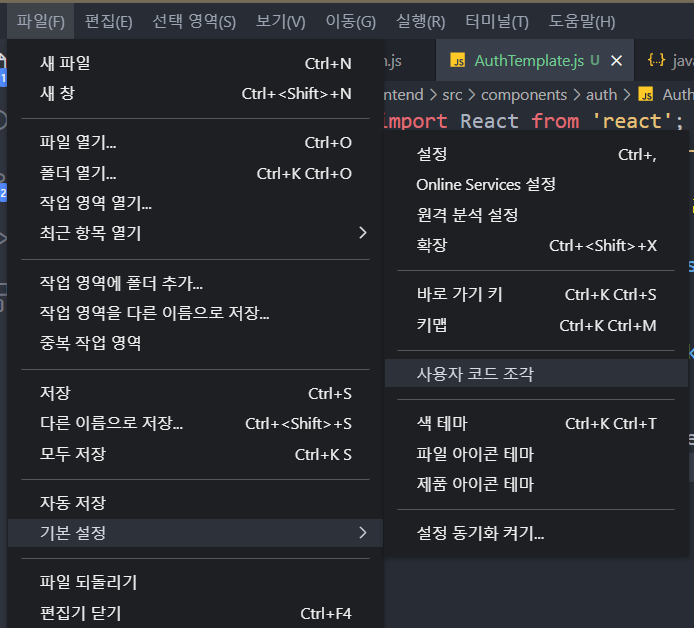 파일(F) 편집(E) 선택 영역(S) 보기(V) 이동(G) 실행(R) 터미널(T) 도움말(H)
.js AuthTemplate.js U {..} jav
ntend > src > components > auth > Auth
import React from 'react';
새 파일 Ctrl+N
새 창 Ctrl+<Shift>+N
파일 열기... Ctrl+O
폴더 열기... Ctrl+K Ctrl+O
작업 영역 열기...
최근 항목 열기
작업 영역에 폴더 추가...
작업 영역을 다른 이름으로 저장...
중복 작업 영역
저장 Ctrl+S
다른 이름으로 저장... Ctrl+<Shift>+S
모두 저장 Ctrl+K S
자동 저장
기본 설정
파일 되돌리기
편집기 닫기 Ctrl+F4
설정 Ctrl+,
Online Services 설정
원격 분석 설정
확장 Ctrl+<Shift>+X
바로 가기 키 Ctrl+K Ctrl+S
키맵 Ctrl+K Ctrl+M
사용자 코드 조각
색 테마 Ctrl+K Ctrl+T
파일 아이콘 테마
제품 아이콘 테마
설정 동기화 켜기...